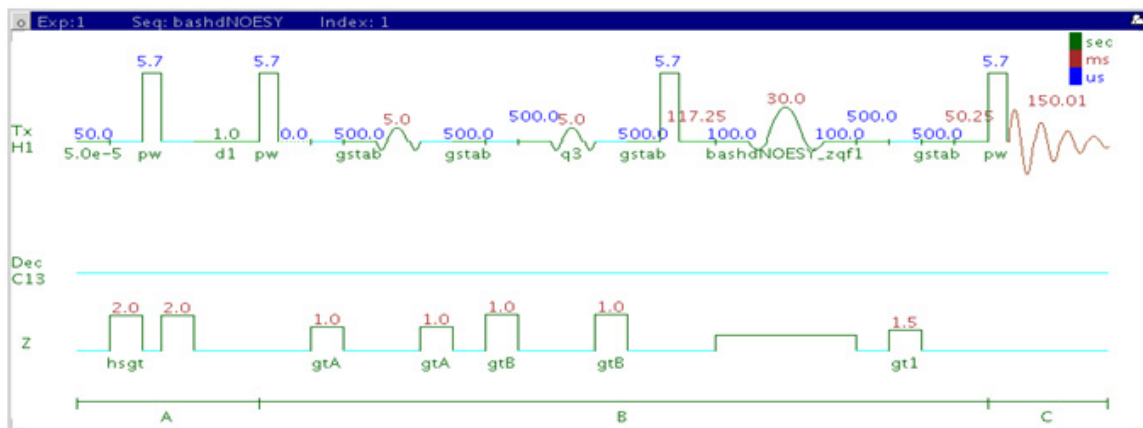 Exp:1 Seq: bashdNOESY Index: 1
sec
ms
us
5.7 5.7 5.7 5.7
30.0 150.01
Tx 50.0 1.0 0.0 500.0 5.0 500.0 500.0 5.0 500.0 117.25 100.0 100.0 500.0 500.0 50.25
H1 5.0e-5 pw d1 pw gstab gstab q3 gstab bashdNOESY_zqf1 gstab pw
Dec
C13
2.0 2.0 1.0 1.0 1.0 1.0 1.5
Z
hsgt gtA gtA gtB gtB gt1
A B C